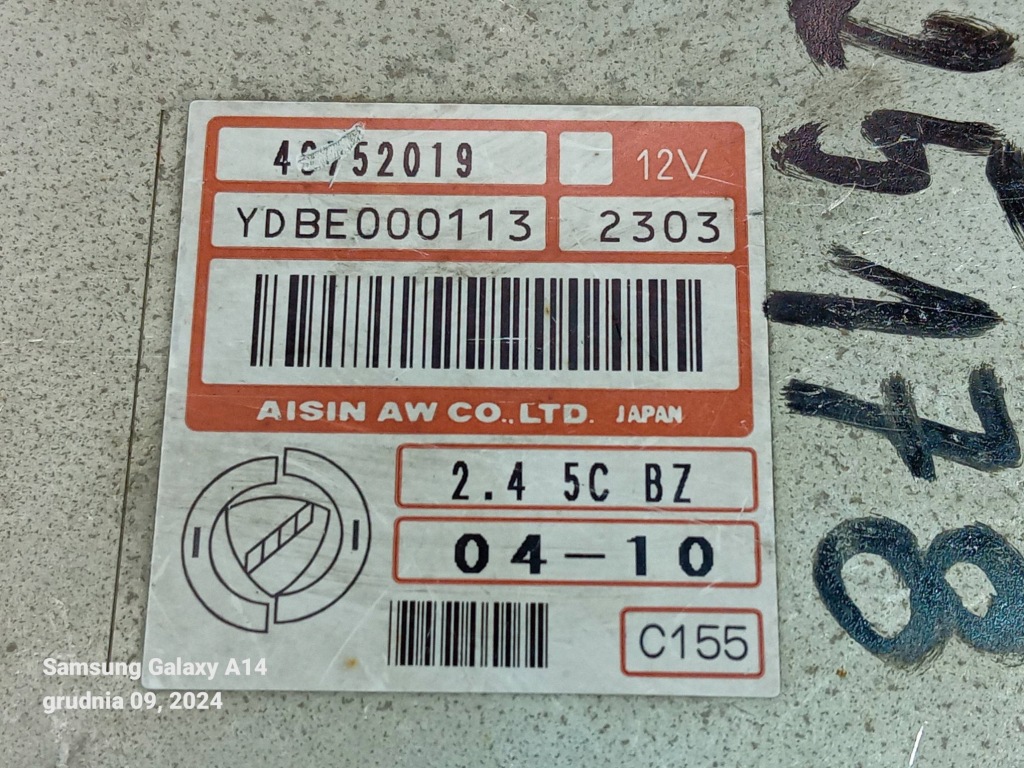 12V
YDBE000113 2303
AISIN AW CO.,LTD. JAPAN
2.4 5C BZ
04-10
C155
Samsung Galaxy A14
grudnia 09, 2024